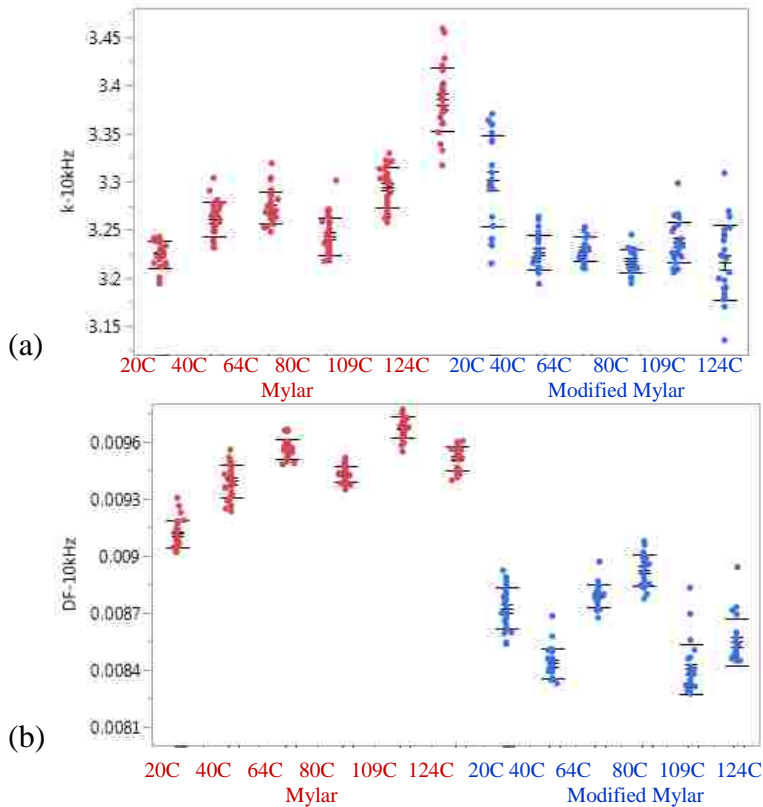 3.45
3.4
3.35
3.3
3.25
3.2
3.15
k-10kHz
(a)
20C 40C 64C 80C 109C 124C 20C 40C 64C 80C 109C 124C
Mylar Modified Mylar
0.0096
0.0093
0.009
0.0087
0.0084
0.0081
DF-10kHz
(b)
20C 40C 64C 80C 109C 124C 20C 40C 64C 80C 109C 124C
Mylar Modified Mylar